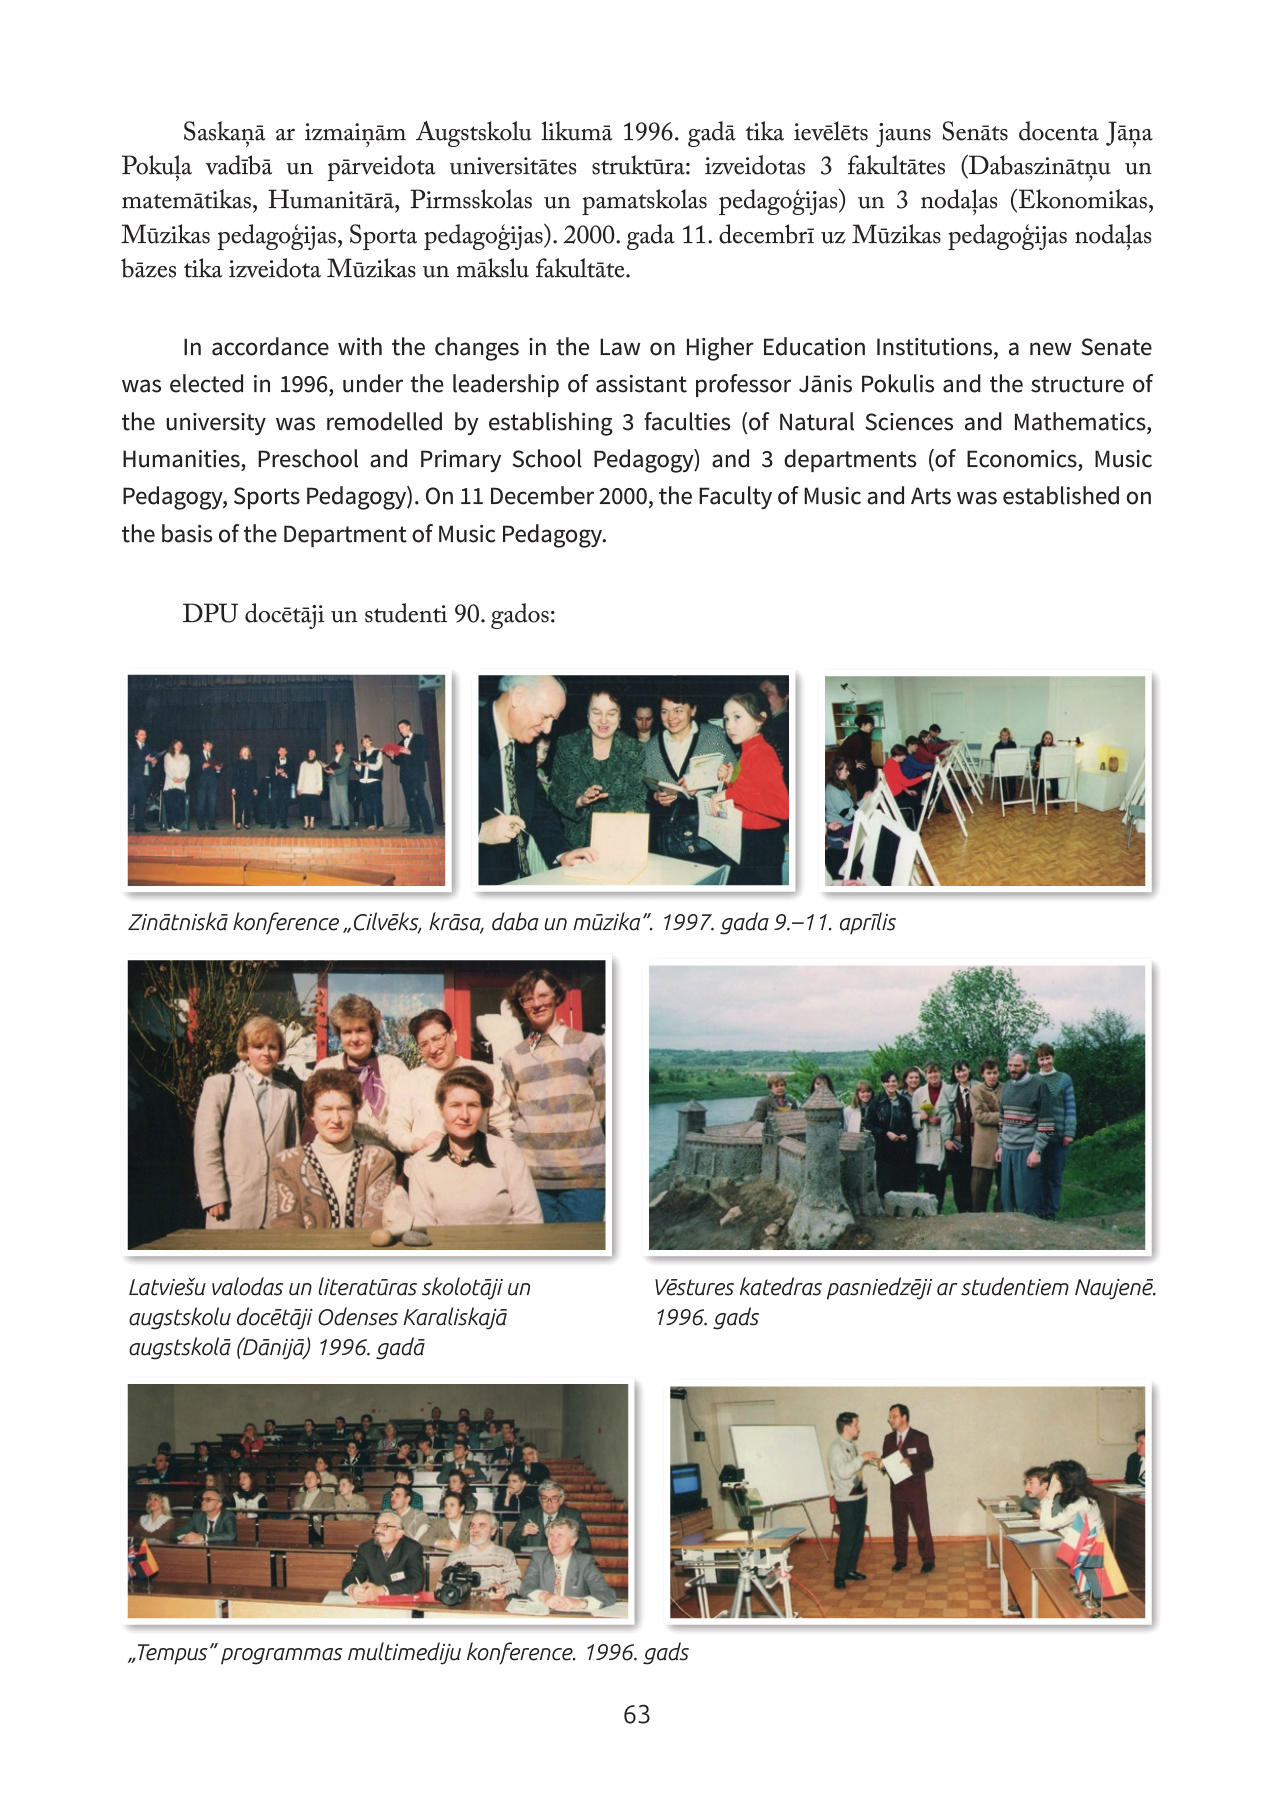 Saskaņā ar izmaiņām Augstskolu likumā 1996. gadā tika ievēlēts jauns Senāts docenta Jāņa
Pokuļa vadībā un pārveidota universitātes struktūra: izveidotas 3 fakultātes (Dabaszinātņu un
matemātikas, Humanitārā, Pirmsskolas un pamatskolas pedagoģijas) un 3 nodaļas (Ekonomikas,
Mūzikas pedagoģijas, Sporta pedagoģijas). 2000. gada 11. decembrī uz Mūzikas pedagoģijas nodaļas
bāzes tika izveidota Mūzikas un mākslu fakultāte.
In accordance with the changes in the Law on Higher Education Institutions, a new Senate
was elected in 1996, under the leadership of assistant professor Jānis Pokulis and the structure of
the university was remodelled by establishing 3 faculties (of Natural Sciences and Mathematics,
Humanities, Preschool and Primary School Pedagogy) and 3 departments (of Economics, Music
Pedagogy, Sports Pedagogy). On 11 December 2000, the Faculty of Music and Arts was established on
the basis of the Department of Music Pedagogy.
DPU docētāji un studenti 90. gados:
Zinātniskā konference „Cilvēks, krāsa, daba un mūzika”. 1997. gada 9.–11. aprīlis
Latviešu valodas un literatūras skolotāji un
augstskolu docētāji Odenses Karaliskajā
augstskolā (Dānijā) 1996. gadā
Vēstures katedras pasniedzēji ar studentiem Naujenē.
1996. gads
„Tempus” programmas multimediju konference. 1996. gads
63